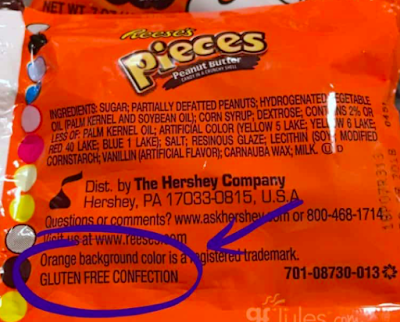 NET WT.
Reese's
Pieces
Peanut Butter
CANDY IN A CRUNCHY SHELL
INGREDIENTS: SUGAR; PARTIALLY DEFATTED PEANUTS; HYDROGENATED VEGETABLE
OIL (PALM KERNEL AND SOYBEAN OIL); CORN SYRUP; DEXTROSE; CONTAINS 2% OR
LESS OF: PALM KERNEL OIL; ARTIFICIAL COLOR (YELLOW 5 LAKE; YELLOW 6 LAKE;
RED 40 LAKE; BLUE 1 LAKE); SALT; RESINOUS GLAZE; LECITHIN (SOY); MODIFIED
CORNSTARCH; VANILLIN (ARTIFICIAL FLAVOR); CARNAUBA WAX; MILK. Ⓤ D
Dist. by The Hershey Company
Hershey, PA 17033-0815, U.S.A.
Questions or comments? www.askhershey.com or 800-468-1714
Visit us at www.reeses.com
Orange background color is a registered trademark.
GLUTEN FREE CONFECTION
701-08730-013
gfJules.com